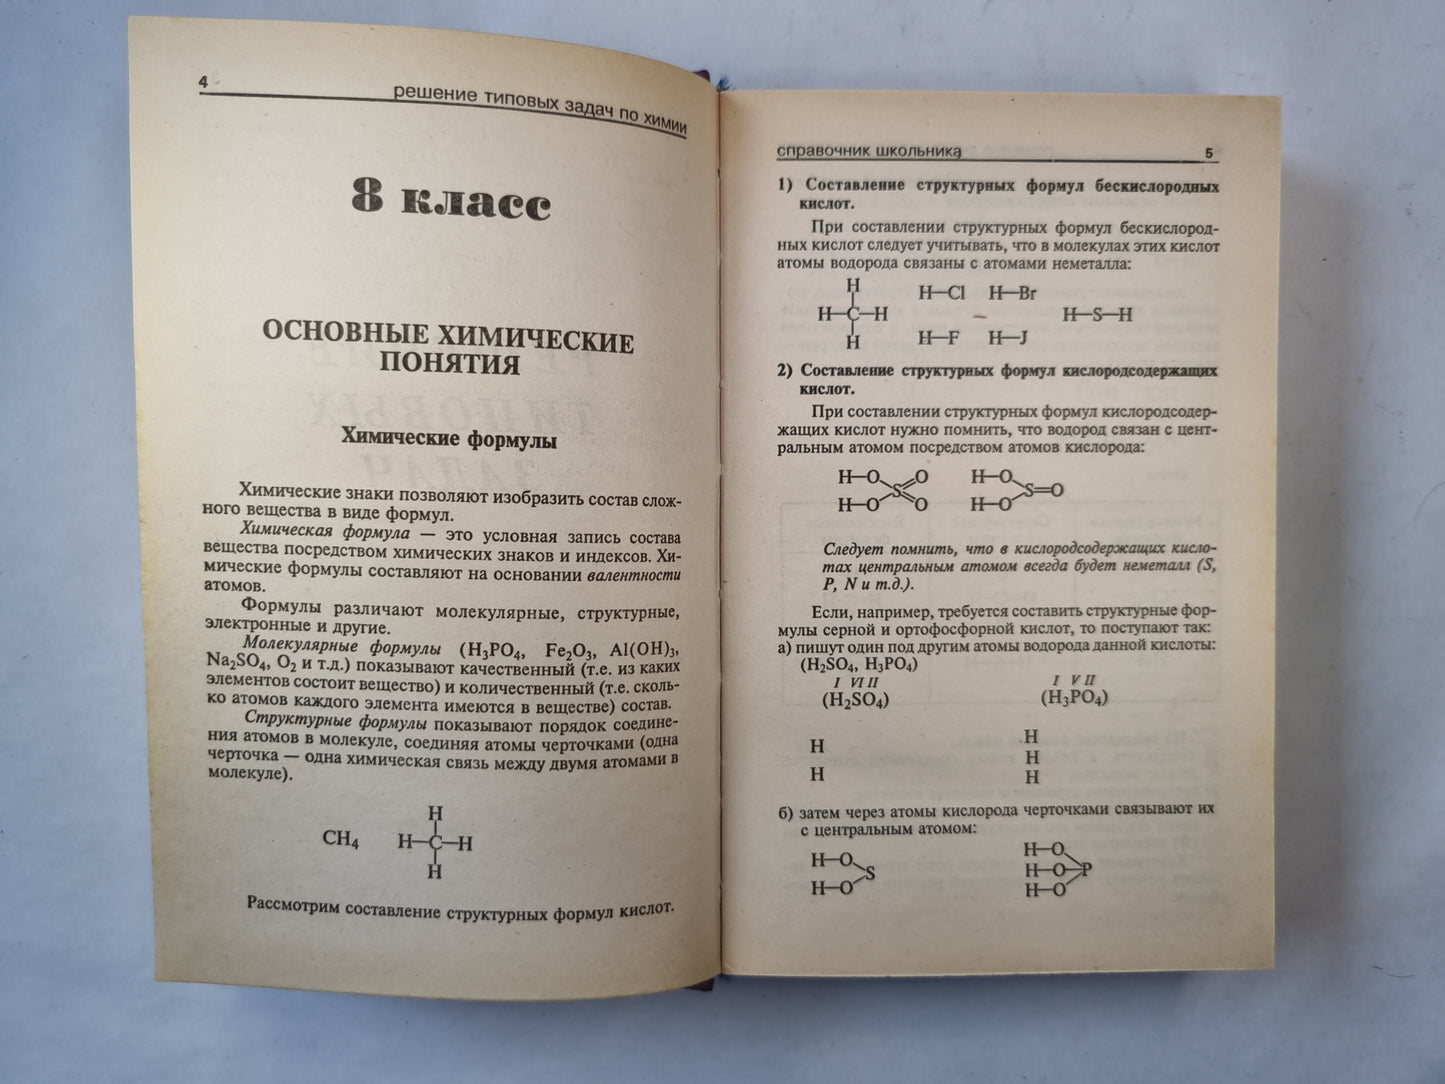 4
решение типовых задач по химии
8 класс
ОСНОВНЫЕ ХИМИЧЕСКИЕ
ПОНЯТИЯ
Химические формулы
Химические знаки позволяют изобразить состав слож-
ного вещества в виде формул.
Химическая формула — это условная запись состава
вещества посредством химических знаков и индексов. Хи-
мические формулы составляют на основании валентности
атомов.
Формулы различают молекулярные, структурные,
электронные и другие.
Молекулярные формулы (H₃PO₄, Fe₂O₃, Al(OH)₃,
Na₂SO₄, O₂ и т.д.) показывают качественный (т.е. из каких
элементов состоит вещество) и количественный (т.е. сколь-
ко атомов каждого элемента имеются в веществе) состав.
Структурные формулы показывают порядок соедине-
ния атомов в молекуле, соединяя атомы черточками (одна
черточка — одна химическая связь между двумя атомами в
молекуле).
H
CH₄ H—C—H
H
Рассмотрим составление структурных формул кислот.
справочник школьника 5
1) Составление структурных формул бескислородных
кислот.
При составлении структурных формул бескислород-
ных кислот следует учитывать, что в молекулах этих кислот
атомы водорода связаны с атомами неметалла:
H
H—Cl H—Br
H—C—H H—S—H
H—F H—J
H
2) Составление структурных формул кислородсодержащих
кислот.
При составлении структурных формул кислородсодер-
жащих кислот нужно помнить, что водород связан с цент-
ральным атомом посредством атомов кислорода:
H—O O H—O
S S=O
H—O O H—O
Следует помнить, что в кислородсодержащих кисло-
тах центральным атомом всегда будет неметалл (S,
P, N и т.д.).
Если, например, требуется составить структурные фор-
мулы серной и ортофосфорной кислот, то поступают так:
а) пишут один под другим атомы водорода данной кислоты:
(H₂SO₄, H₃PO₄)
I VI II I V II
(H₂SO₄) (H₃PO₄)
H H
H
H H
б) затем через атомы кислорода черточками связывают их
с центральным атомом:
H—O H—O
S H—O—P
H—O H—O